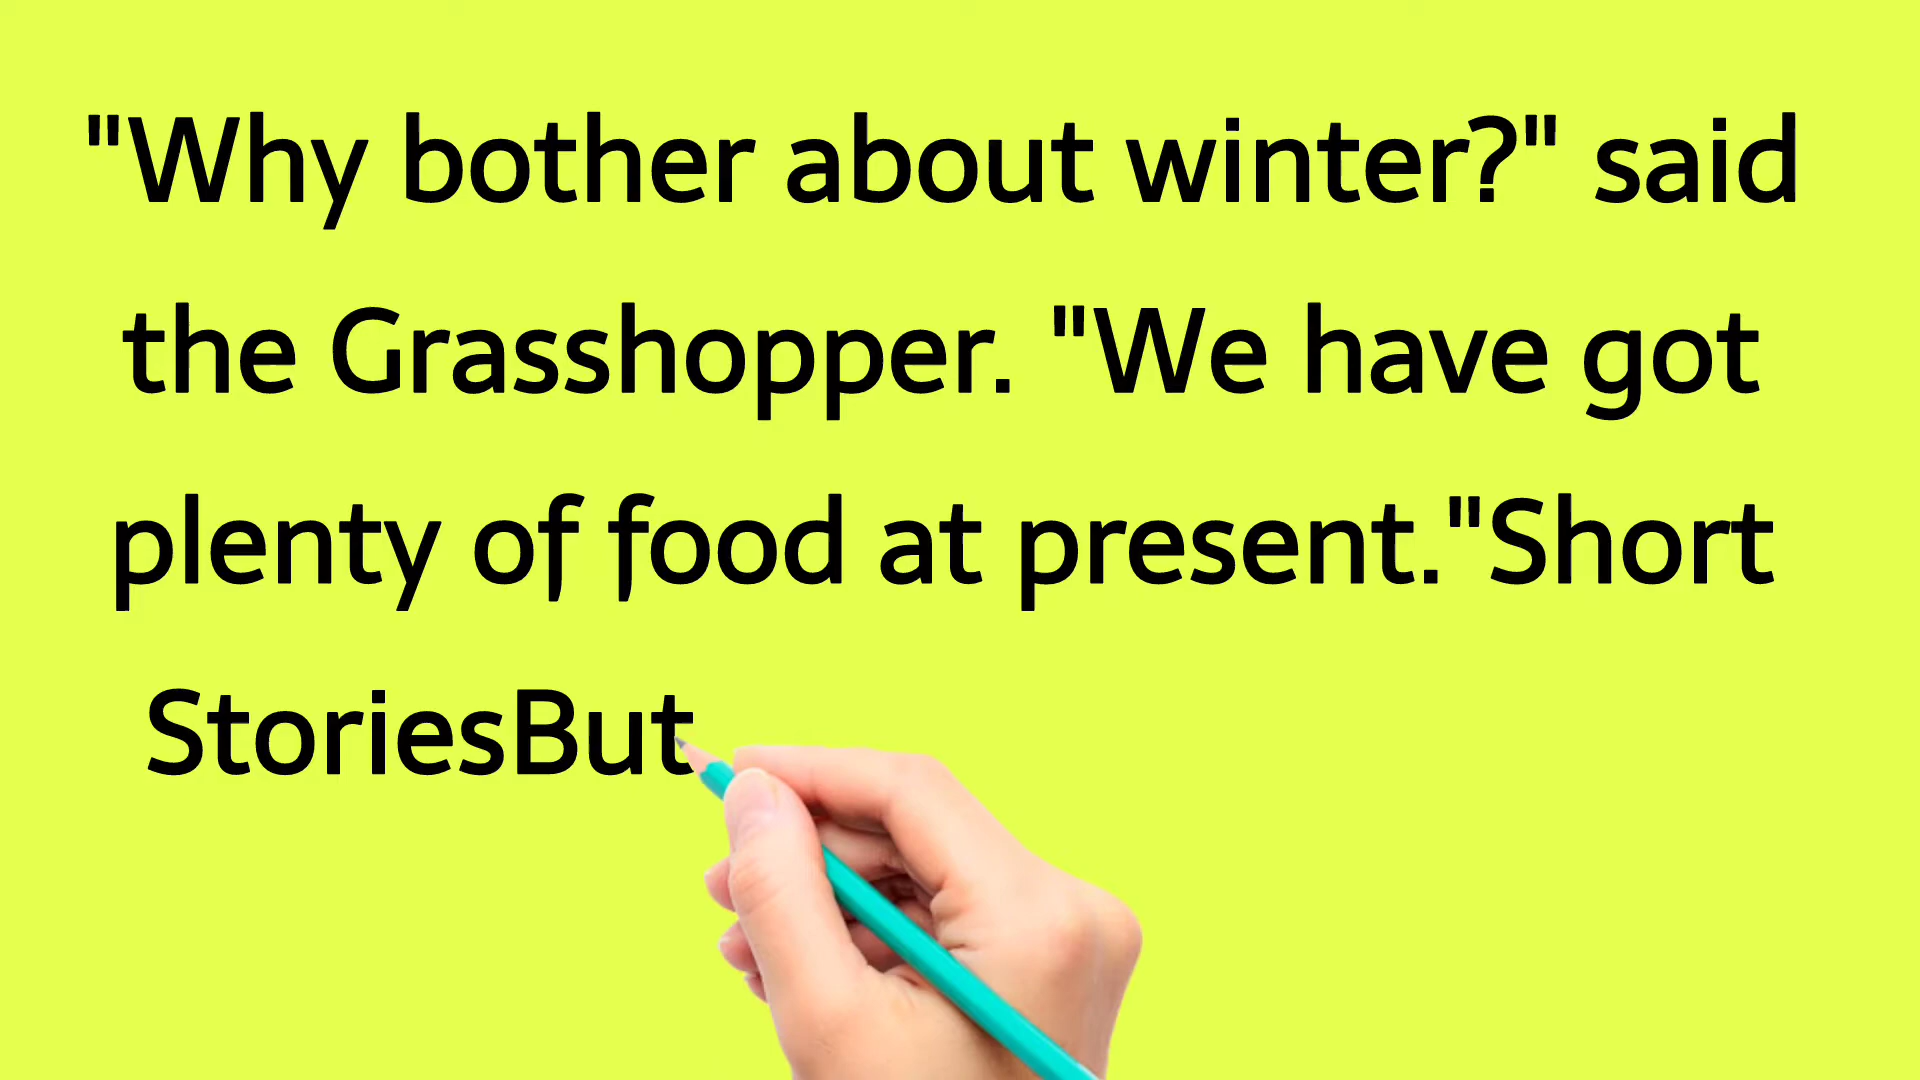 "Why bother about winter?" said
the Grasshopper. "We have got
plenty of food at present."Short
StoriesBut